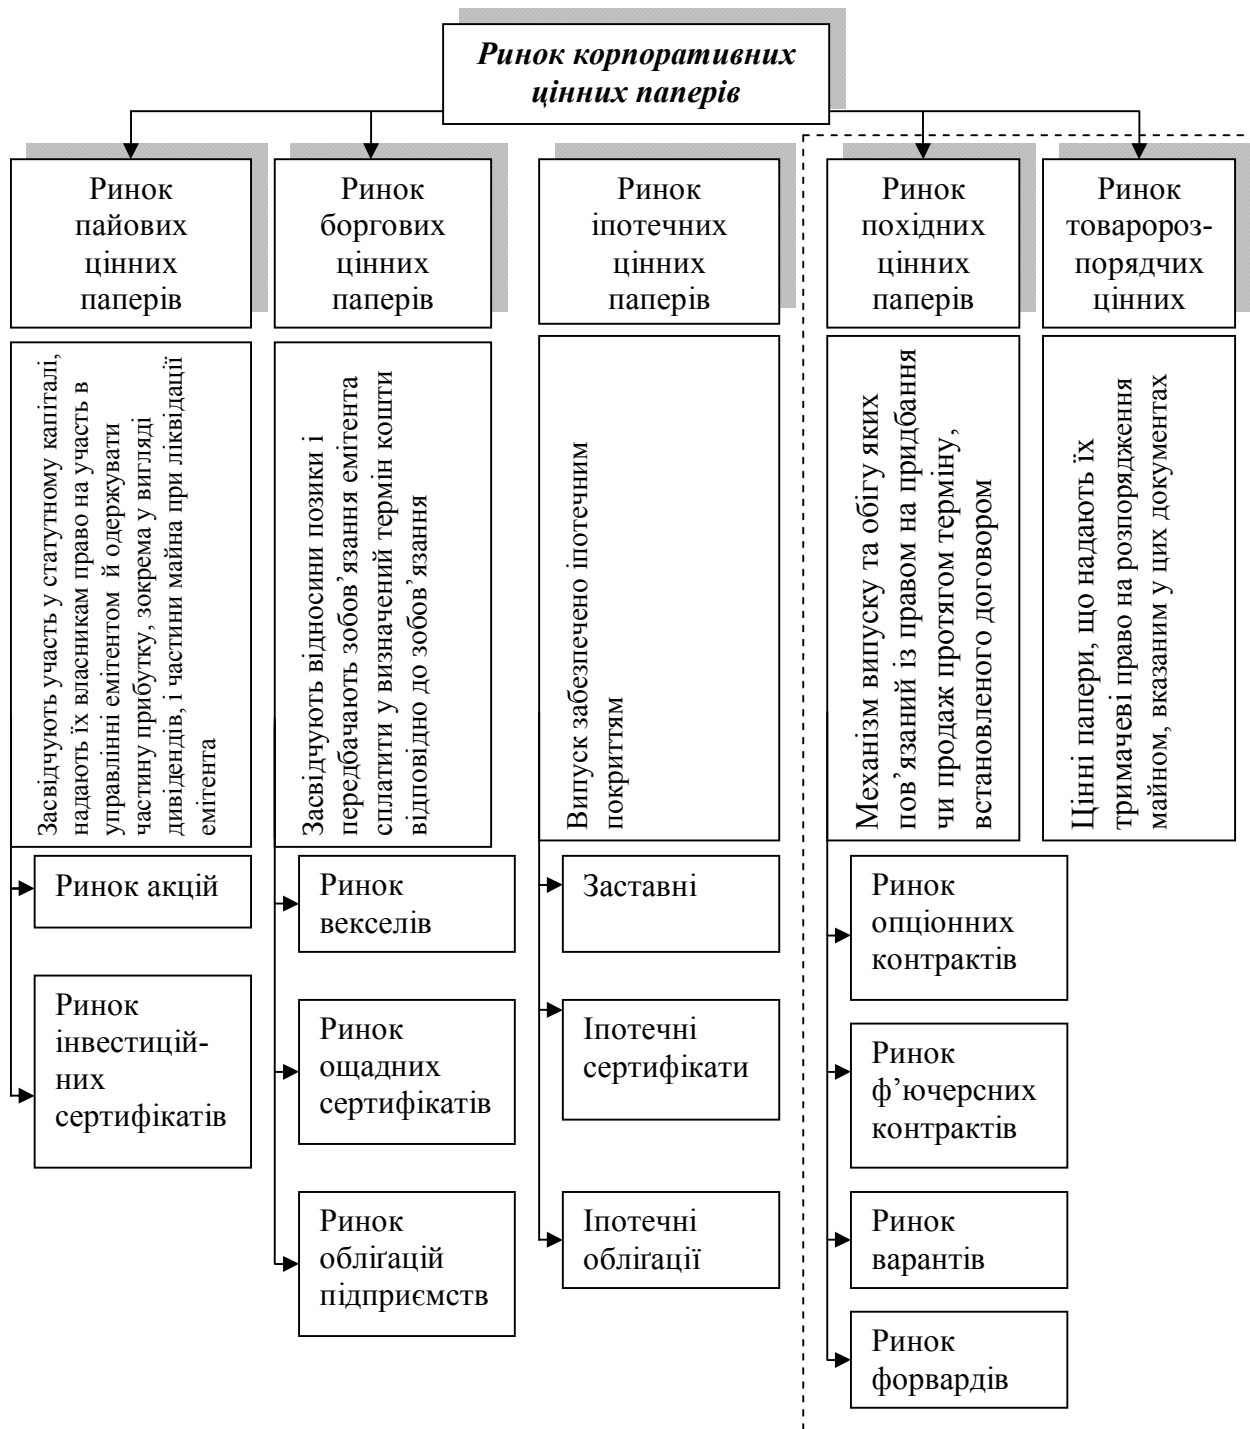 Ринок корпоративних
цінних паперів
Ринок
пайових
цінних
паперів
Ринок
боргових
цінних
паперів
Ринок
іпотечних
цінних
паперів
Ринок
похідних
цінних
паперів
Ринок
товаророз-
порядчих
цінних
Засвідчують участь у статутному капіталі,
надають їх власникам право на участь в
управлінні емітентом й одержувати
частину прибутку, зокрема у вигляді
дивідендів, і частини майна при ліквідації
емітента
Засвідчують відносини позики і
передбачають зобов’язання емітента
сплатити у визначений термін кошти
відповідно до зобов’язання
Випуск забезпечено іпотечним
покриттям
Механізм випуску та обігу яких
пов’язаний із правом на придбання
чи продаж протягом терміну,
встановленого договором
Цінні папери, що надають їх
тримачеві право на розпорядження
майном, вказаним у цих документах
Ринок акцій
Ринок
інвестицій-
них
сертифікатів
Ринок
векселів
Ринок
ощадних
сертифікатів
Ринок
обліґацій
підприємств
Заставні
Іпотечні
сертифікати
Іпотечні
обліґації
Ринок
опціонних
контрактів
Ринок
ф’ючерсних
контрактів
Ринок
варантів
Ринок
форвардів